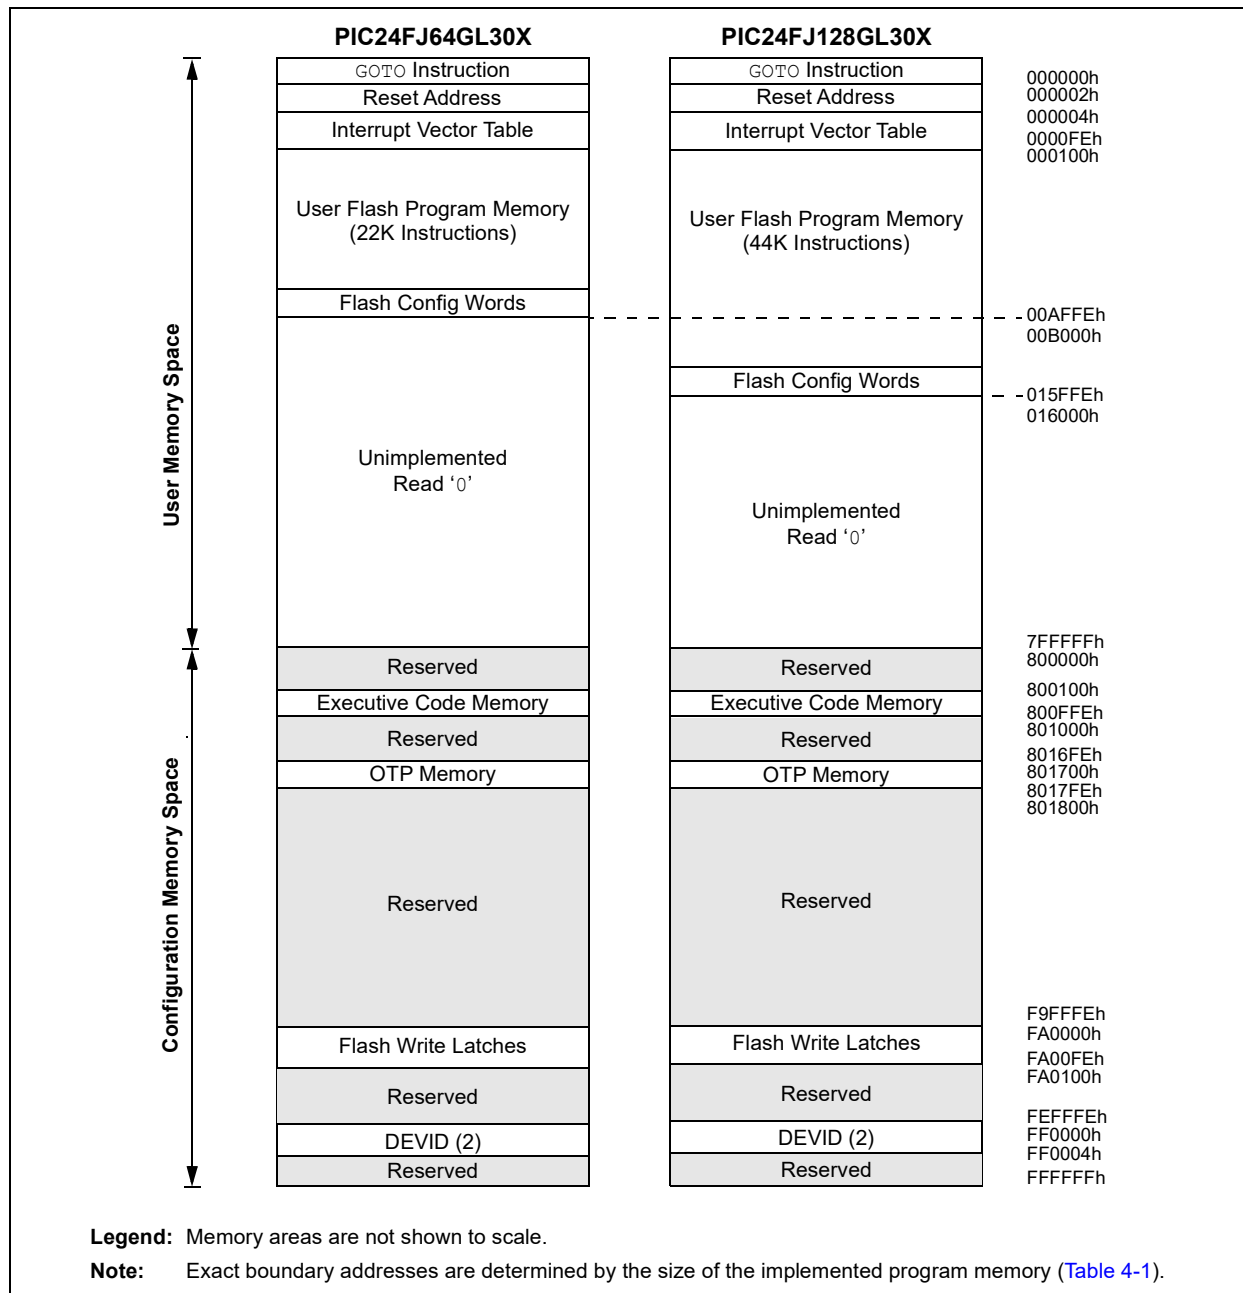 PIC24FJ64GL30X
PIC24FJ128GL30X
GOTO Instruction
Reset Address
Interrupt Vector Table
User Flash Program Memory
(22K Instructions)
Flash Config Words
Unimplemented
Read ‘0’
Reserved
Executive Code Memory
Reserved
OTP Memory
Reserved
Flash Write Latches
Reserved
DEVID (2)
Reserved
GOTO Instruction
Reset Address
Interrupt Vector Table
User Flash Program Memory
(44K Instructions)
Flash Config Words
Unimplemented
Read ‘0’
Reserved
Executive Code Memory
Reserved
OTP Memory
Reserved
Flash Write Latches
Reserved
DEVID (2)
Reserved
000000h
000002h
000004h
0000FEh
000100h
00AFFEh
00B000h
015FFEh
016000h
7FFFFFh
800000h
800100h
800FFEh
801000h
8016FEh
801700h
8017FEh
801800h
F9FFFEh
FA0000h
FA00FEh
FA0100h
FEFFFEh
FF0000h
FF0004h
FFFFFFh
User Memory Space
Configuration Memory Space
Legend: Memory areas are not shown to scale.
Note: Exact boundary addresses are determined by the size of the implemented program memory (Table 4-1).